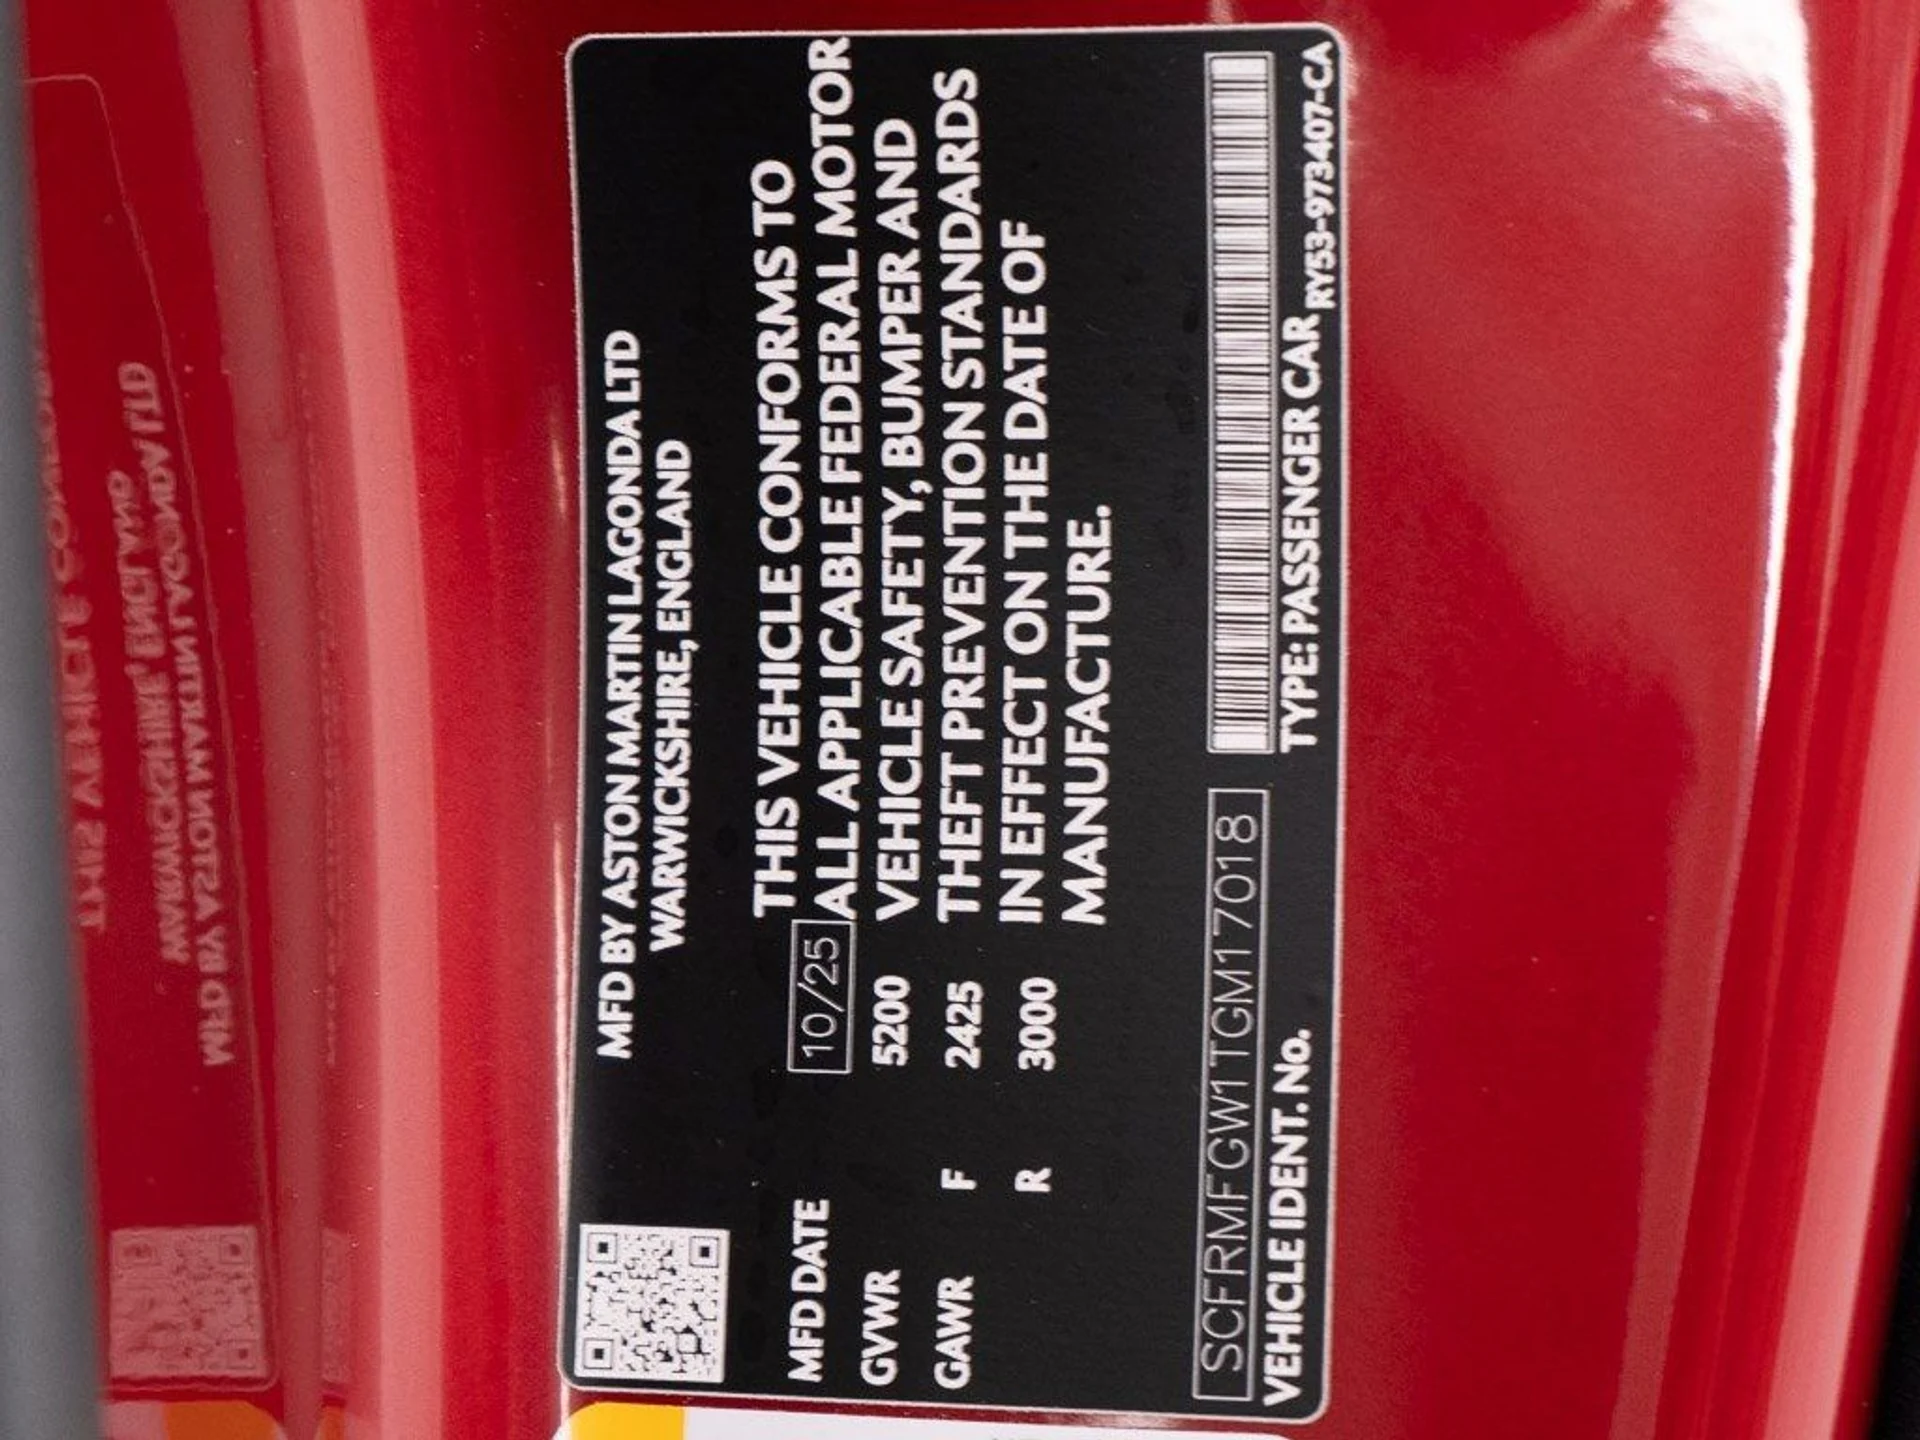 MFD BY ASTON MARTIN LAGONDA LTD
WARWICKSHIRE, ENGLAND
MFD DATE 10/25
GVWR 5200
GAWR F 2425
R 3000
THIS VEHICLE CONFORMS TO
ALL APPLICABLE FEDERAL MOTOR
VEHICLE SAFETY, BUMPER AND
THEFT PREVENTION STANDARDS
IN EFFECT ON THE DATE OF
MANUFACTURE.
SCFRMFGW1TGM17018
VEHICLE IDENT. No.
TYPE: PASSENGER CAR
RY53-973407-CA